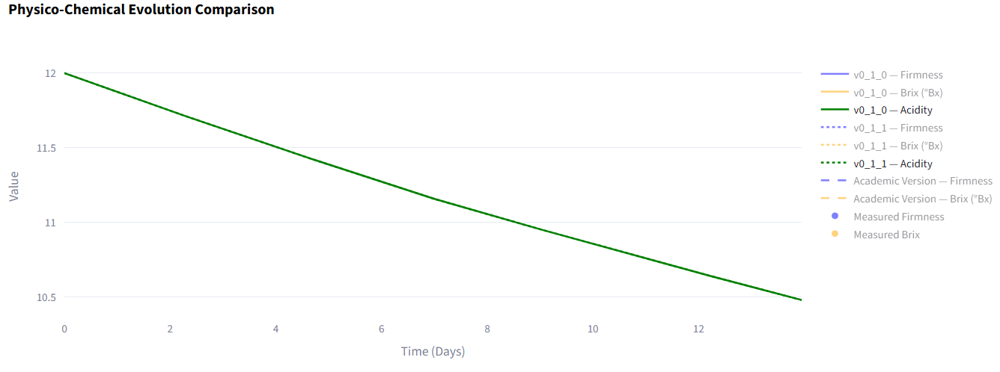 Physico-Chemical Evolution Comparison
12
11.5
11
10.5
Value
0 2 4 6 8 10 12
Time (Days)
v0_1_0 — Firmness
v0_1_0 — Brix (°Bx)
v0_1_0 — Acidity
v0_1_1 — Firmness
v0_1_1 — Brix (°Bx)
v0_1_1 — Acidity
Academic Version — Firmness
Academic Version — Brix (°Bx)
Measured Firmness
Measured Brix